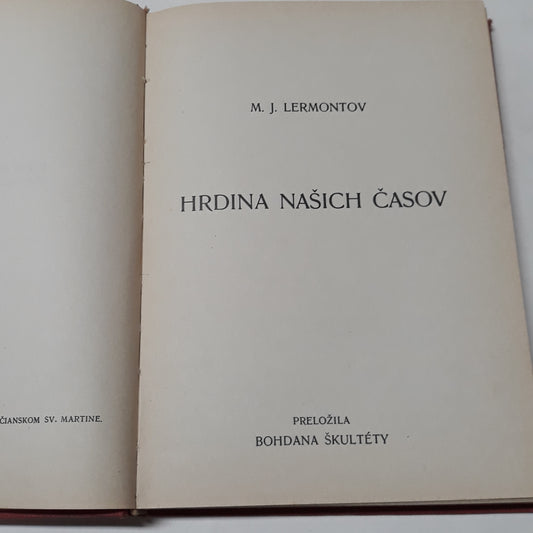 M. J. LERMONTOV
HRDINA NAŠICH ČASOV
PRELOŽILA
BOHDANA ŠKULTÉTY
ČIANSKOM SV. MARTINE.